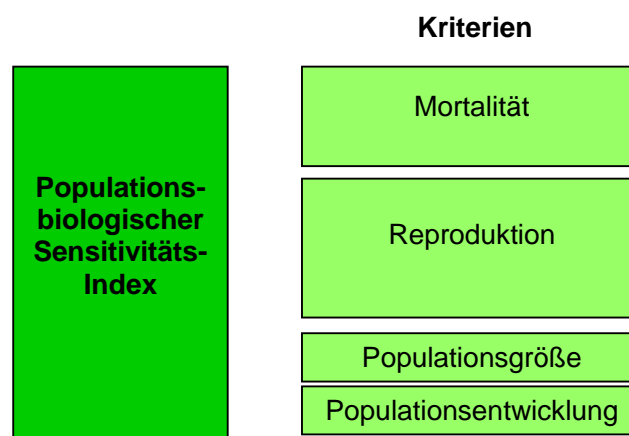 Kriterien
Populations-
biologischer
Sensitivitäts-
Index
Mortalität
Reproduktion
Populationsgröße
Populationsentwicklung